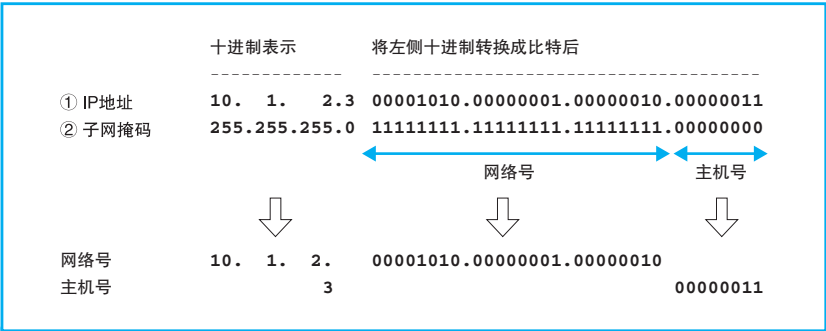 十进制表示 将左侧十进制转换成比特后
① IP地址 10. 1. 2.3 00001010.00000001.00000010.00000011
② 子网掩码 255.255.255.0 11111111.11111111.11111111.00000000
网络号 主机号
网络号 10. 1. 2. 00001010.00000001.00000010
主机号 3 00000011